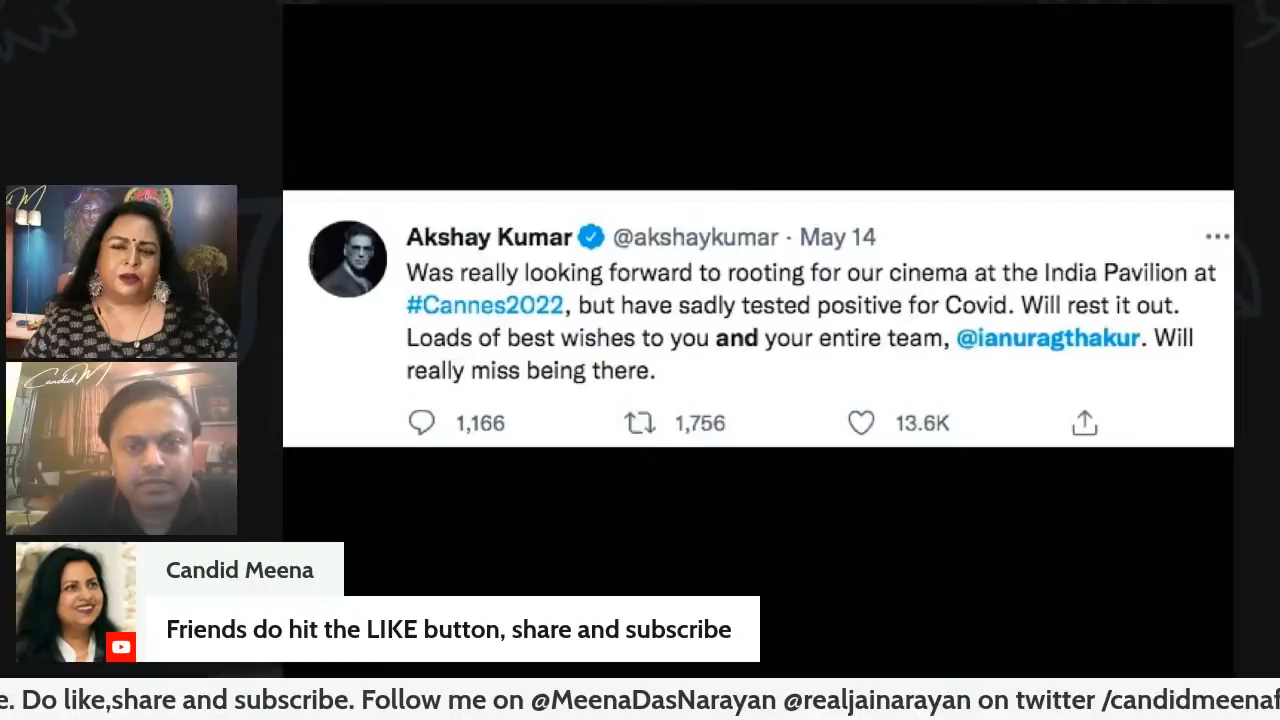 Akshay Kumar @akshaykumar · May 14
Was really looking forward to rooting for our cinema at the India Pavilion at
#Cannes2022, but have sadly tested positive for Covid. Will rest it out.
Loads of best wishes to you and your entire team, @ianuragthakur. Will
really miss being there.
1,166 1,756 13.6K
CandidM
Candid Meena
Friends do hit the LIKE button, share and subscribe
e. Do like,share and subscribe. Follow me on @MeenaDasNarayan @realjainarayan on twitter /candidmeenaf